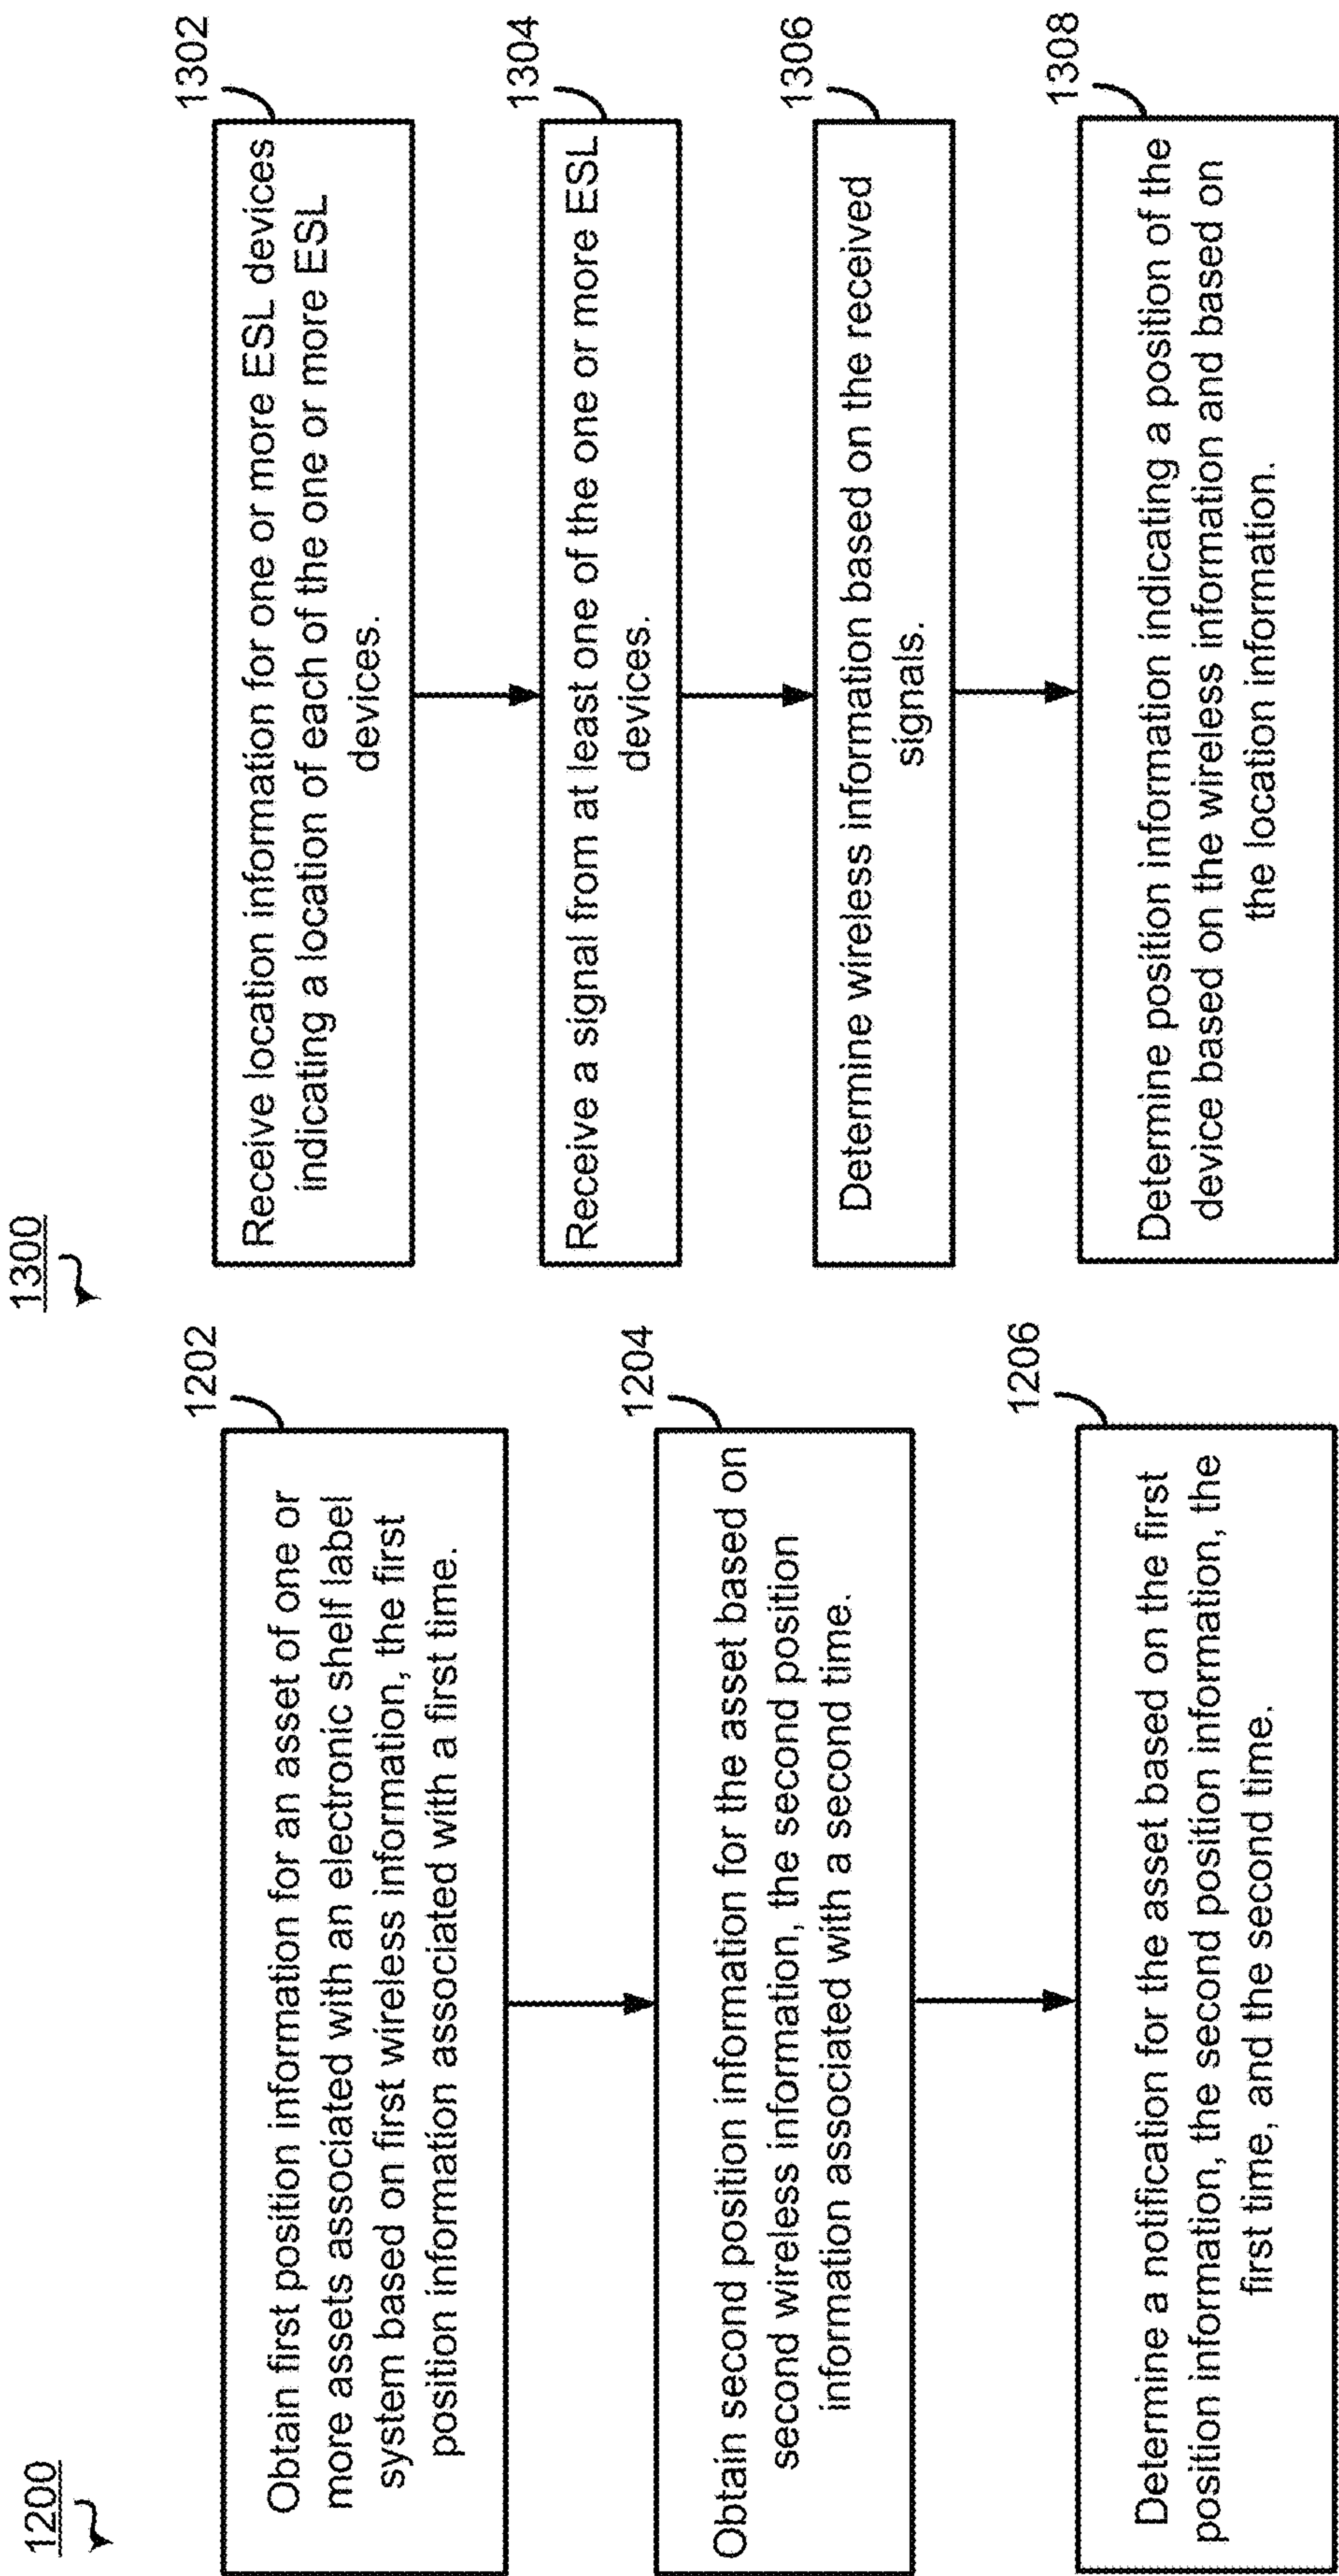 1200
1202
Obtain first position information for an asset of one or
more assets associated with an electronic shelf label
system based on first wireless information, the first
position information associated with a first time.
1204
Obtain second position information for the asset based on
second wireless information, the second position
information associated with a second time.
1206
Determine a notification for the asset based on the first
position information, the second position information, the
first time, and the second time.
1300
1302
Receive location information for one or more ESL devices
indicating a location of each of the one or more ESL
devices.
1304
Receive a signal from at least one of the one or more ESL
devices.
1306
Determine wireless information based on the received
signals.
1308
Determine position information indicating a position of the
device based on the wireless information and based on
the location information.